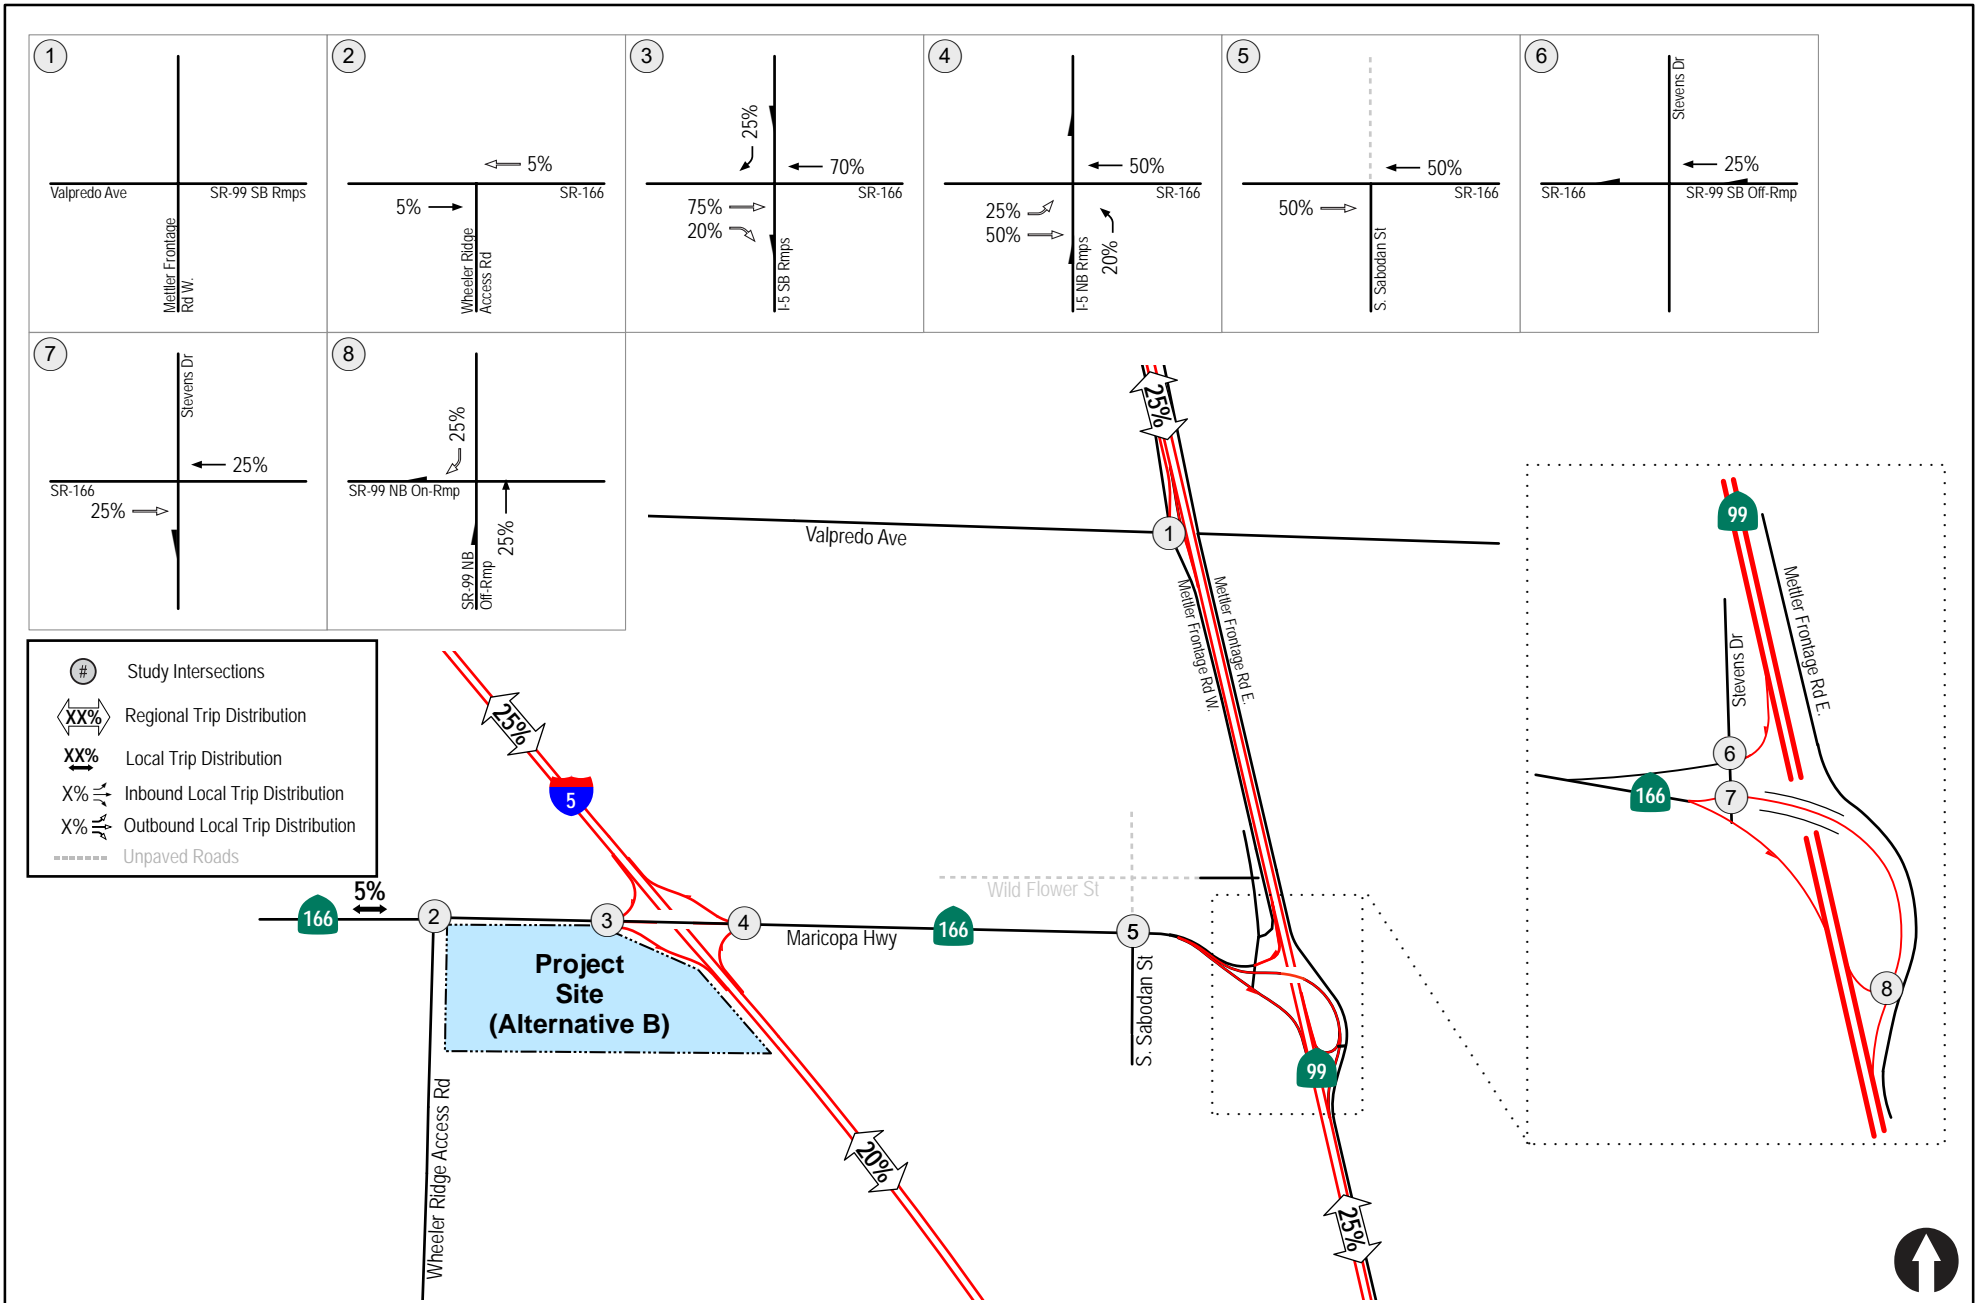 1
Valpredo Ave
SR-99 SB Rmps
Mettler Frontage
Rd W.
2
5%
SR-166
5%
Wheeler Ridge
Access Rd
3
25%
70%
SR-166
75%
20%
I-5 SB Rmps
4
50%
SR-166
25%
50%
20%
I-5 NB Rmps
5
50%
SR-166
50%
S. Sabodan St
6
Stevens Dr
25%
SR-166
SR-99 SB Off-Rmp
7
Stevens Dr
25%
SR-166
25%
8
25%
SR-99 NB On-Rmp
25%
SR-99 NB
Off-Rmp
# Study Intersections
XX% Regional Trip Distribution
XX% Local Trip Distribution
X% Inbound Local Trip Distribution
X% Outbound Local Trip Distribution
Unpaved Roads
25%
1
Valpredo Ave
Mettler Frontage Rd E.
Mettler Frontage Rd W.
25%
5
5%
166
2
3
4
Maricopa Hwy
166
Wild Flower St
5
S. Sabodan St
Project
Site
(Alternative B)
Wheeler Ridge Access Rd
20%
99
25%
99
Mettler Frontage Rd E.
Stevens Dr
6
166
7
8